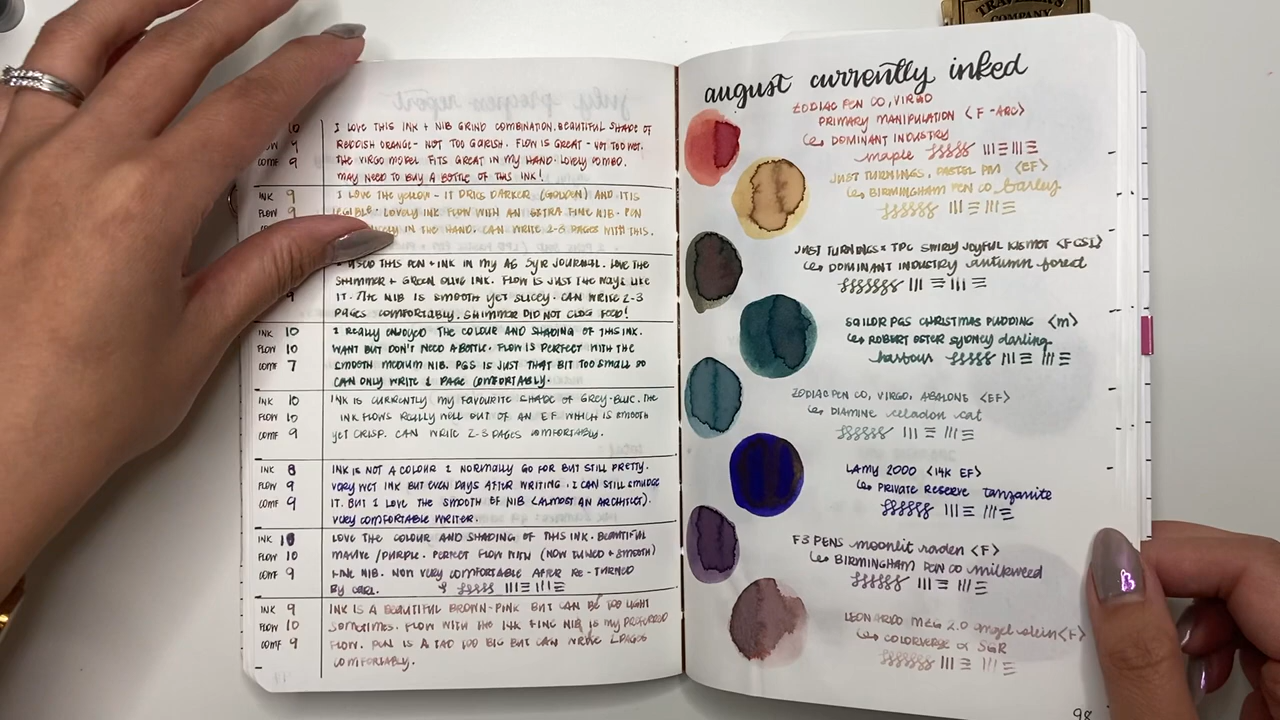 I LOVE THIS INK + NIB GRIND COMBINATION. BEAUTIFUL SHADE OF
REDDISH ORANGE - NOT TOO GARISH. FLOW IS GREAT - NOT TOO WET.
COMF 9 THE VIRGO MODEL FITS GREAT IN MY HAND. LOVELY COMBO.
MAY NEED TO BUY A BOTTLE OF THIS INK!
INK 9 I LOVE THE YELLOW - IT DRIES DARKER (GOLDEN) AND IT IS
FLOW 9 LEGIBLE. LOVELY INK FLOW WITH AN EXTRA FINE NIB. PEN
IN THE HAND. CAN WRITE 2-3 PAGES WITH THIS.
USED THIS PEN + INK IN MY A6 5YR JOURNAL. LOVE THE
SHIMMER + GREEN OLIVE INK. FLOW IS JUST THE WAY I LIKE
9 IT. THE NIB IS SMOOTH YET SLICEY. CAN WRITE 2-3
PAGES COMFORTABLY. SHIMMER DID NOT CLOG FEED!
INK 10 I REALLY ENJOYED THE COLOUR AND SHADING OF THIS INK.
FLOW 10 WANT BUT DON'T NEED A BOTTLE. FLOW IS PERFECT WITH THE
COMF 7 SMOOTH MEDIUM NIB. PGS IS JUST THAT BIT TOO SMALL SO
CAN ONLY WRITE 1 PAGE COMFORTABLY.
INK 10 INK IS CURRENTLY MY FAVOURITE SHADE OF GREY-BLUE. THE
FLOW 10 INK FLOWS REALLY WELL OUT OF AN EF WHICH IS SMOOTH
COMF 9 YET CRISP. CAN WRITE 2-3 PAGES COMFORTABLY.
INK 8 INK IS NOT A COLOUR I NORMALLY GO FOR BUT STILL PRETTY.
FLOW 9 VERY WET INK BUT EVEN DAYS AFTER WRITING, I CAN STILL SMUDGE
COMF 9 IT. BUT I LOVE THE SMOOTH EF NIB (ALMOST AN ARCHITECT).
VERY COMFORTABLE WRITER.
INK 10 LOVE THE COLOUR AND SHADING OF THIS INK. BEAUTIFUL
FLOW 10 MAUVE/PURPLE. PERFECT FLOW WITH (NOW TUNED + SMOOTH)
COMF 9 FINE NIB. NON VERY COMFORTABLE AFTER RE-TURNED
BY CARL.
INK 9 INK IS A BEAUTIFUL BROWN-PINK BUT CAN BE TOO LIGHT
FLOW 10 SOMETIMES. FLOW WITH THE INK FINE NIB IS MY PREFERRED
COMF 9 FLOW. PEN IS A TAD TOO BIG BUT CAN WRITE 2 PAGES
COMFORTABLY.
TRAVELER'S
COMPANY
august currently inked
ZODIAC PEN CO, VIRGO
PRIMARY MANIPULATION <F-ARC>
DOMINANT INDUSTRY
maple
JUST TURNINGS, PASTEL PM <EF>
BIRMINGHAM PEN CO barley
JUST TURNINGS x TPC SWIRLY JOYFUL KISMET <FCSI>
DOMINANT INDUSTRY autumn forest
SAILOR PGS CHRISTMAS PUDDING <M>
ROBERT OSTER sydney darling
harbour
ZODIAC PEN CO, VIRGO, ABALONE <EF>
DIAMINE celadon cat
LAMY 2000 <14K EF>
PRIVATE RESERVE tanzanite
F3 PENS moonlit raden <F>
BIRMINGHAM PEN CO milkweed
LEONARDO MZG 2.0 angel skin <F>
COLORVERSE α SGR
98